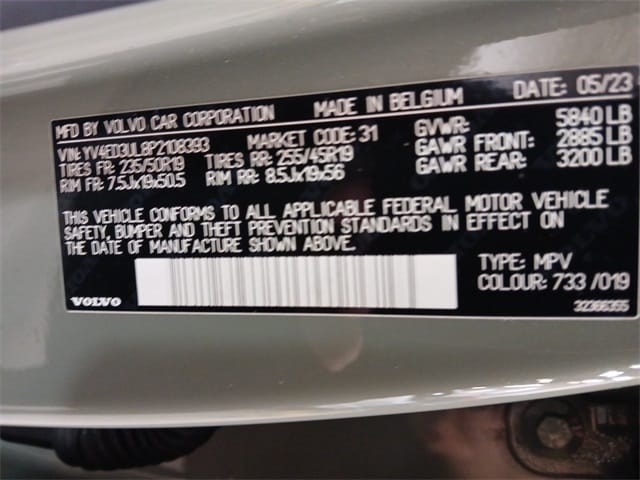 MFD BY VOLVO CAR CORPORATION MADE IN BELGIUM DATE: 05/23
VIN: YV4ED3UL8P2108393 MARKET CODE: 31 GVWR: 5840 LB
TIRES FR: 235/50R19 TIRES RR: 255/45R19 GAWR FRONT: 2885 LB
RIM FR: 7.5Jx19x50.5 RIM RR: 8.5Jx19x56 GAWR REAR: 3200 LB
THIS VEHICLE CONFORMS TO ALL APPLICABLE FEDERAL MOTOR VEHICLE
SAFETY, BUMPER AND THEFT PREVENTION STANDARDS IN EFFECT ON
THE DATE OF MANUFACTURE SHOWN ABOVE.
TYPE: MPV
COLOUR: 733 /019
VOLVO 32366355